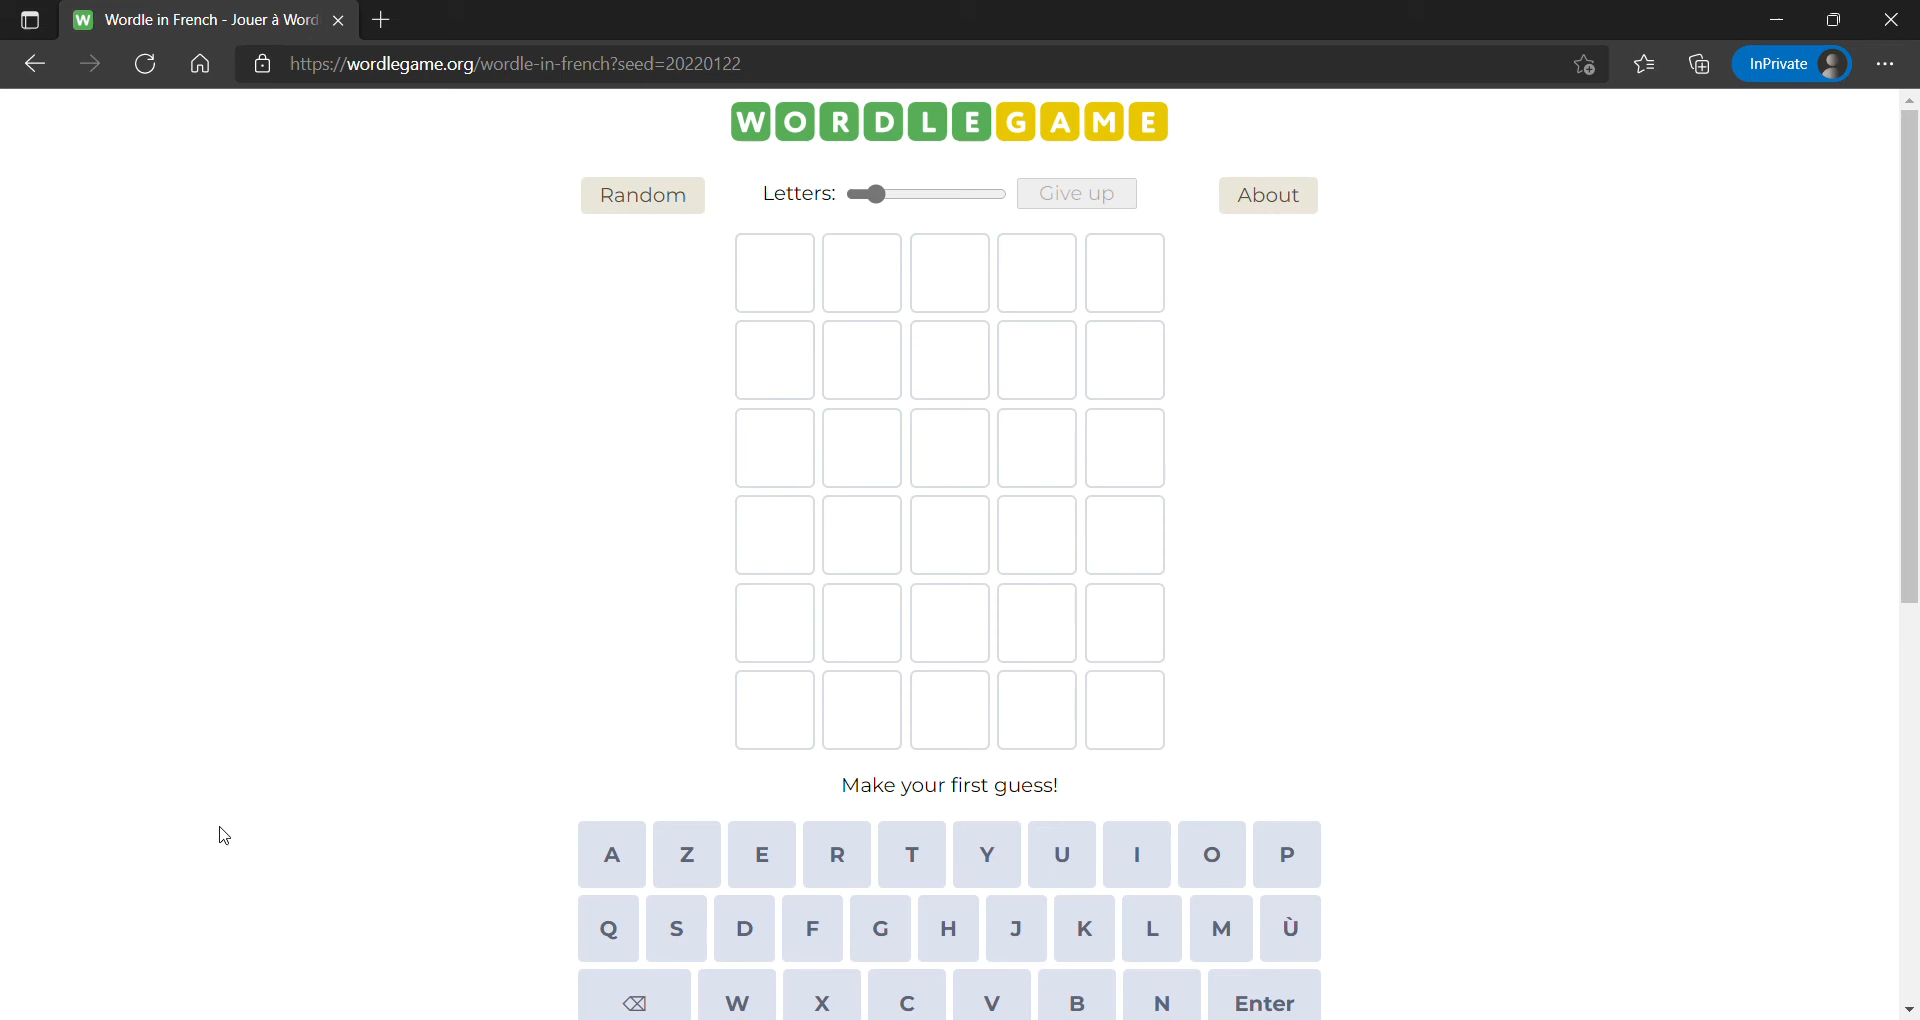 Wordle in French - Jouer à Word
https://wordlegame.org/wordle-in-french?seed=20220122
InPrivate
WORDLEGAME
Random
Letters:
Give up
About
Make your first guess!
A Z E R T Y U I O P
Q S D F G H J K L M Ù
W X C V B N Enter